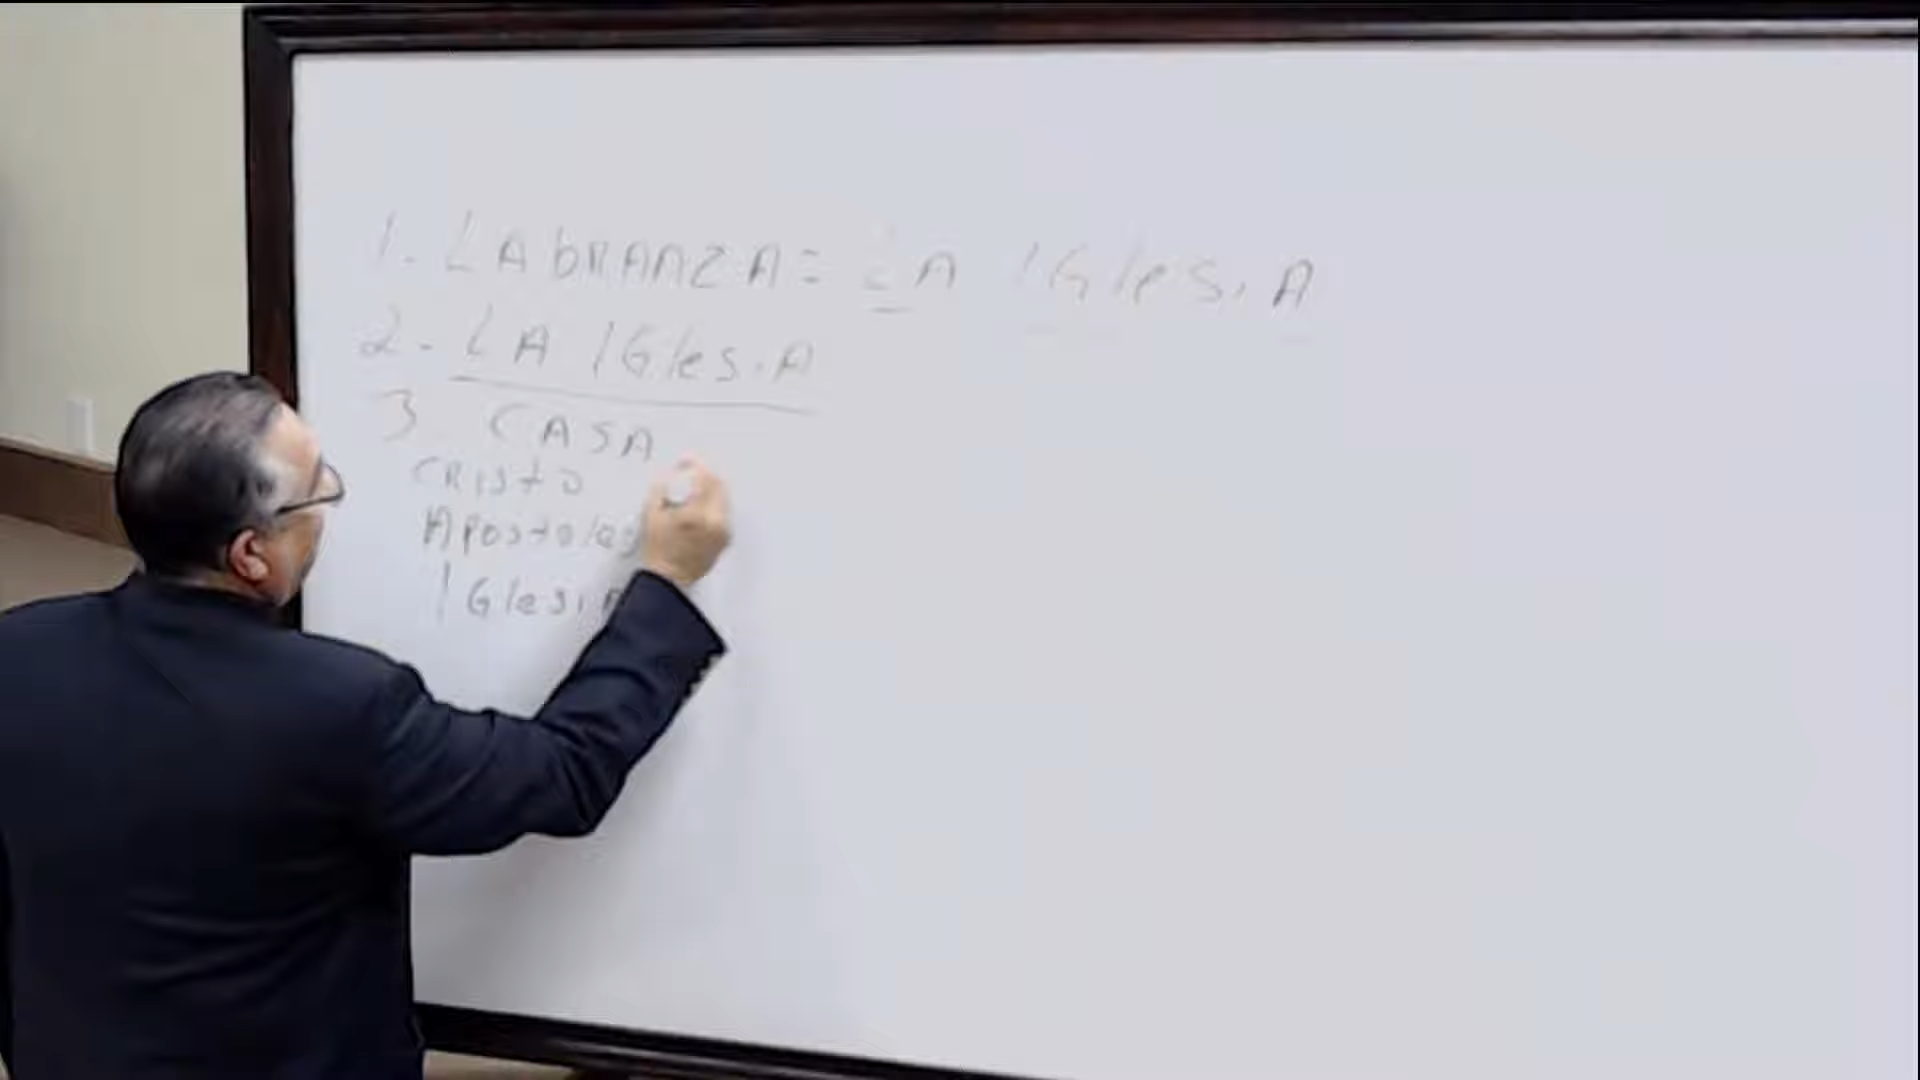 1. LAbRANZA = LA IGlesiA
2. LA IGlesiA
3 CASA
CRISTO
APOStOles
IGlesiA